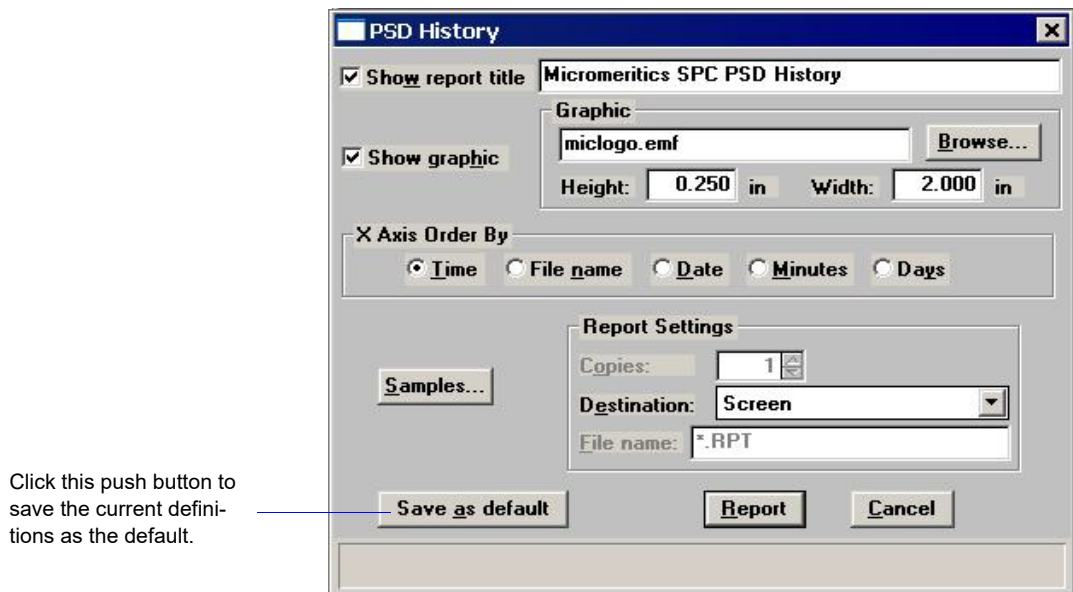 PSD History
Show report title Micromeritics SPC PSD History
Graphic
Show graphic miclogo.emf Browse...
Height: 0.250 in Width: 2.000 in
X Axis Order By
Time File name Date Minutes Days
Report Settings
Copies: 1
Samples...
Destination: Screen
File name: *.RPT
Click this push button to
save the current defini-
tions as the default.
Save as default Report Cancel